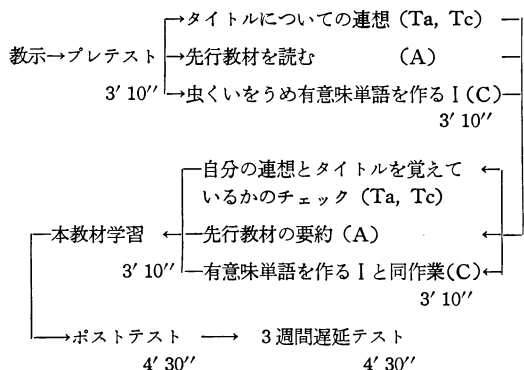 →タイトルについての連想 (Ta, Tc)
教示→プレテスト→先行教材を読む (A)
3′10″ →虫くいをうめ有意味単語を作るⅠ(C)
3′10″
自分の連想とタイトルを覚えて←
いるかのチェック (Ta, Tc)
本教材学習←先行教材の要約 (A)←
3′10″ 有意味単語を作るⅠと同作業(C)←
3′10″
→ポストテスト → 3週間遅延テスト
4′30″ 4′30″